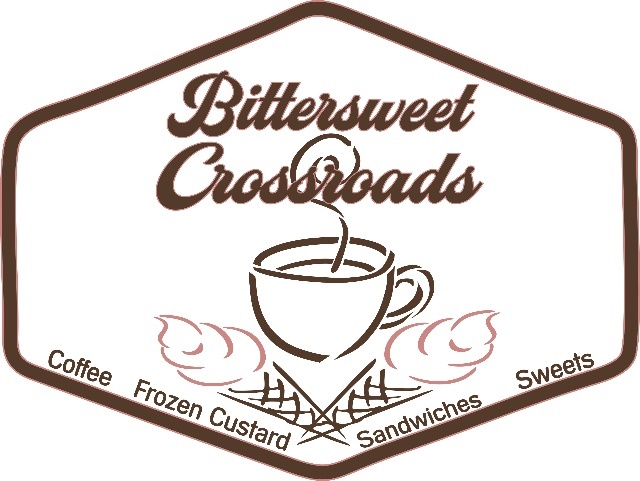 Bittersweet
Crossroads
Coffee
Frozen Custard
Sandwiches
Sweets